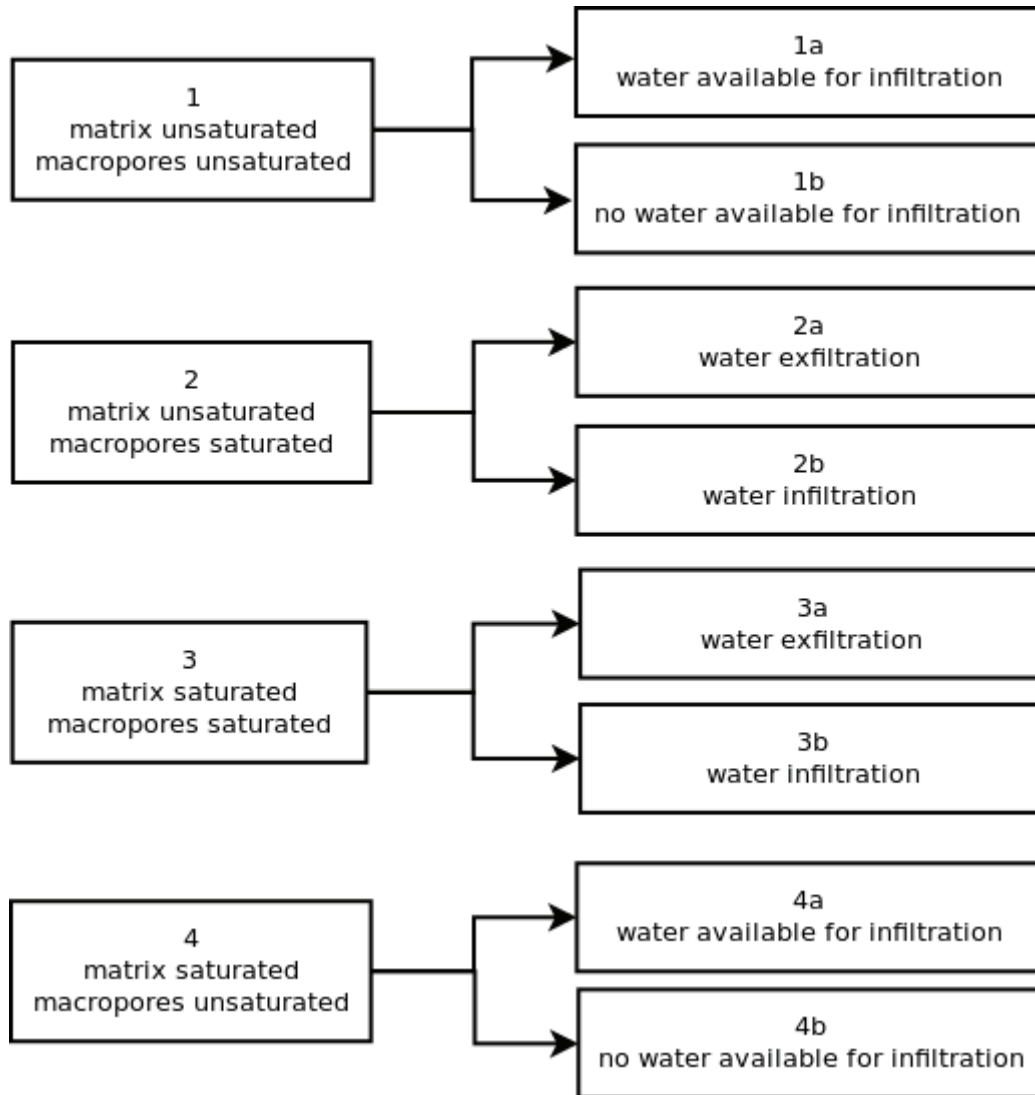 1
matrix unsaturated
macropores unsaturated
1a
water available for infiltration
1b
no water available for infiltration
2
matrix unsaturated
macropores saturated
2a
water exfiltration
2b
water infiltration
3
matrix saturated
macropores saturated
3a
water exfiltration
3b
water infiltration
4
matrix saturated
macropores unsaturated
4a
water available for infiltration
4b
no water available for infiltration